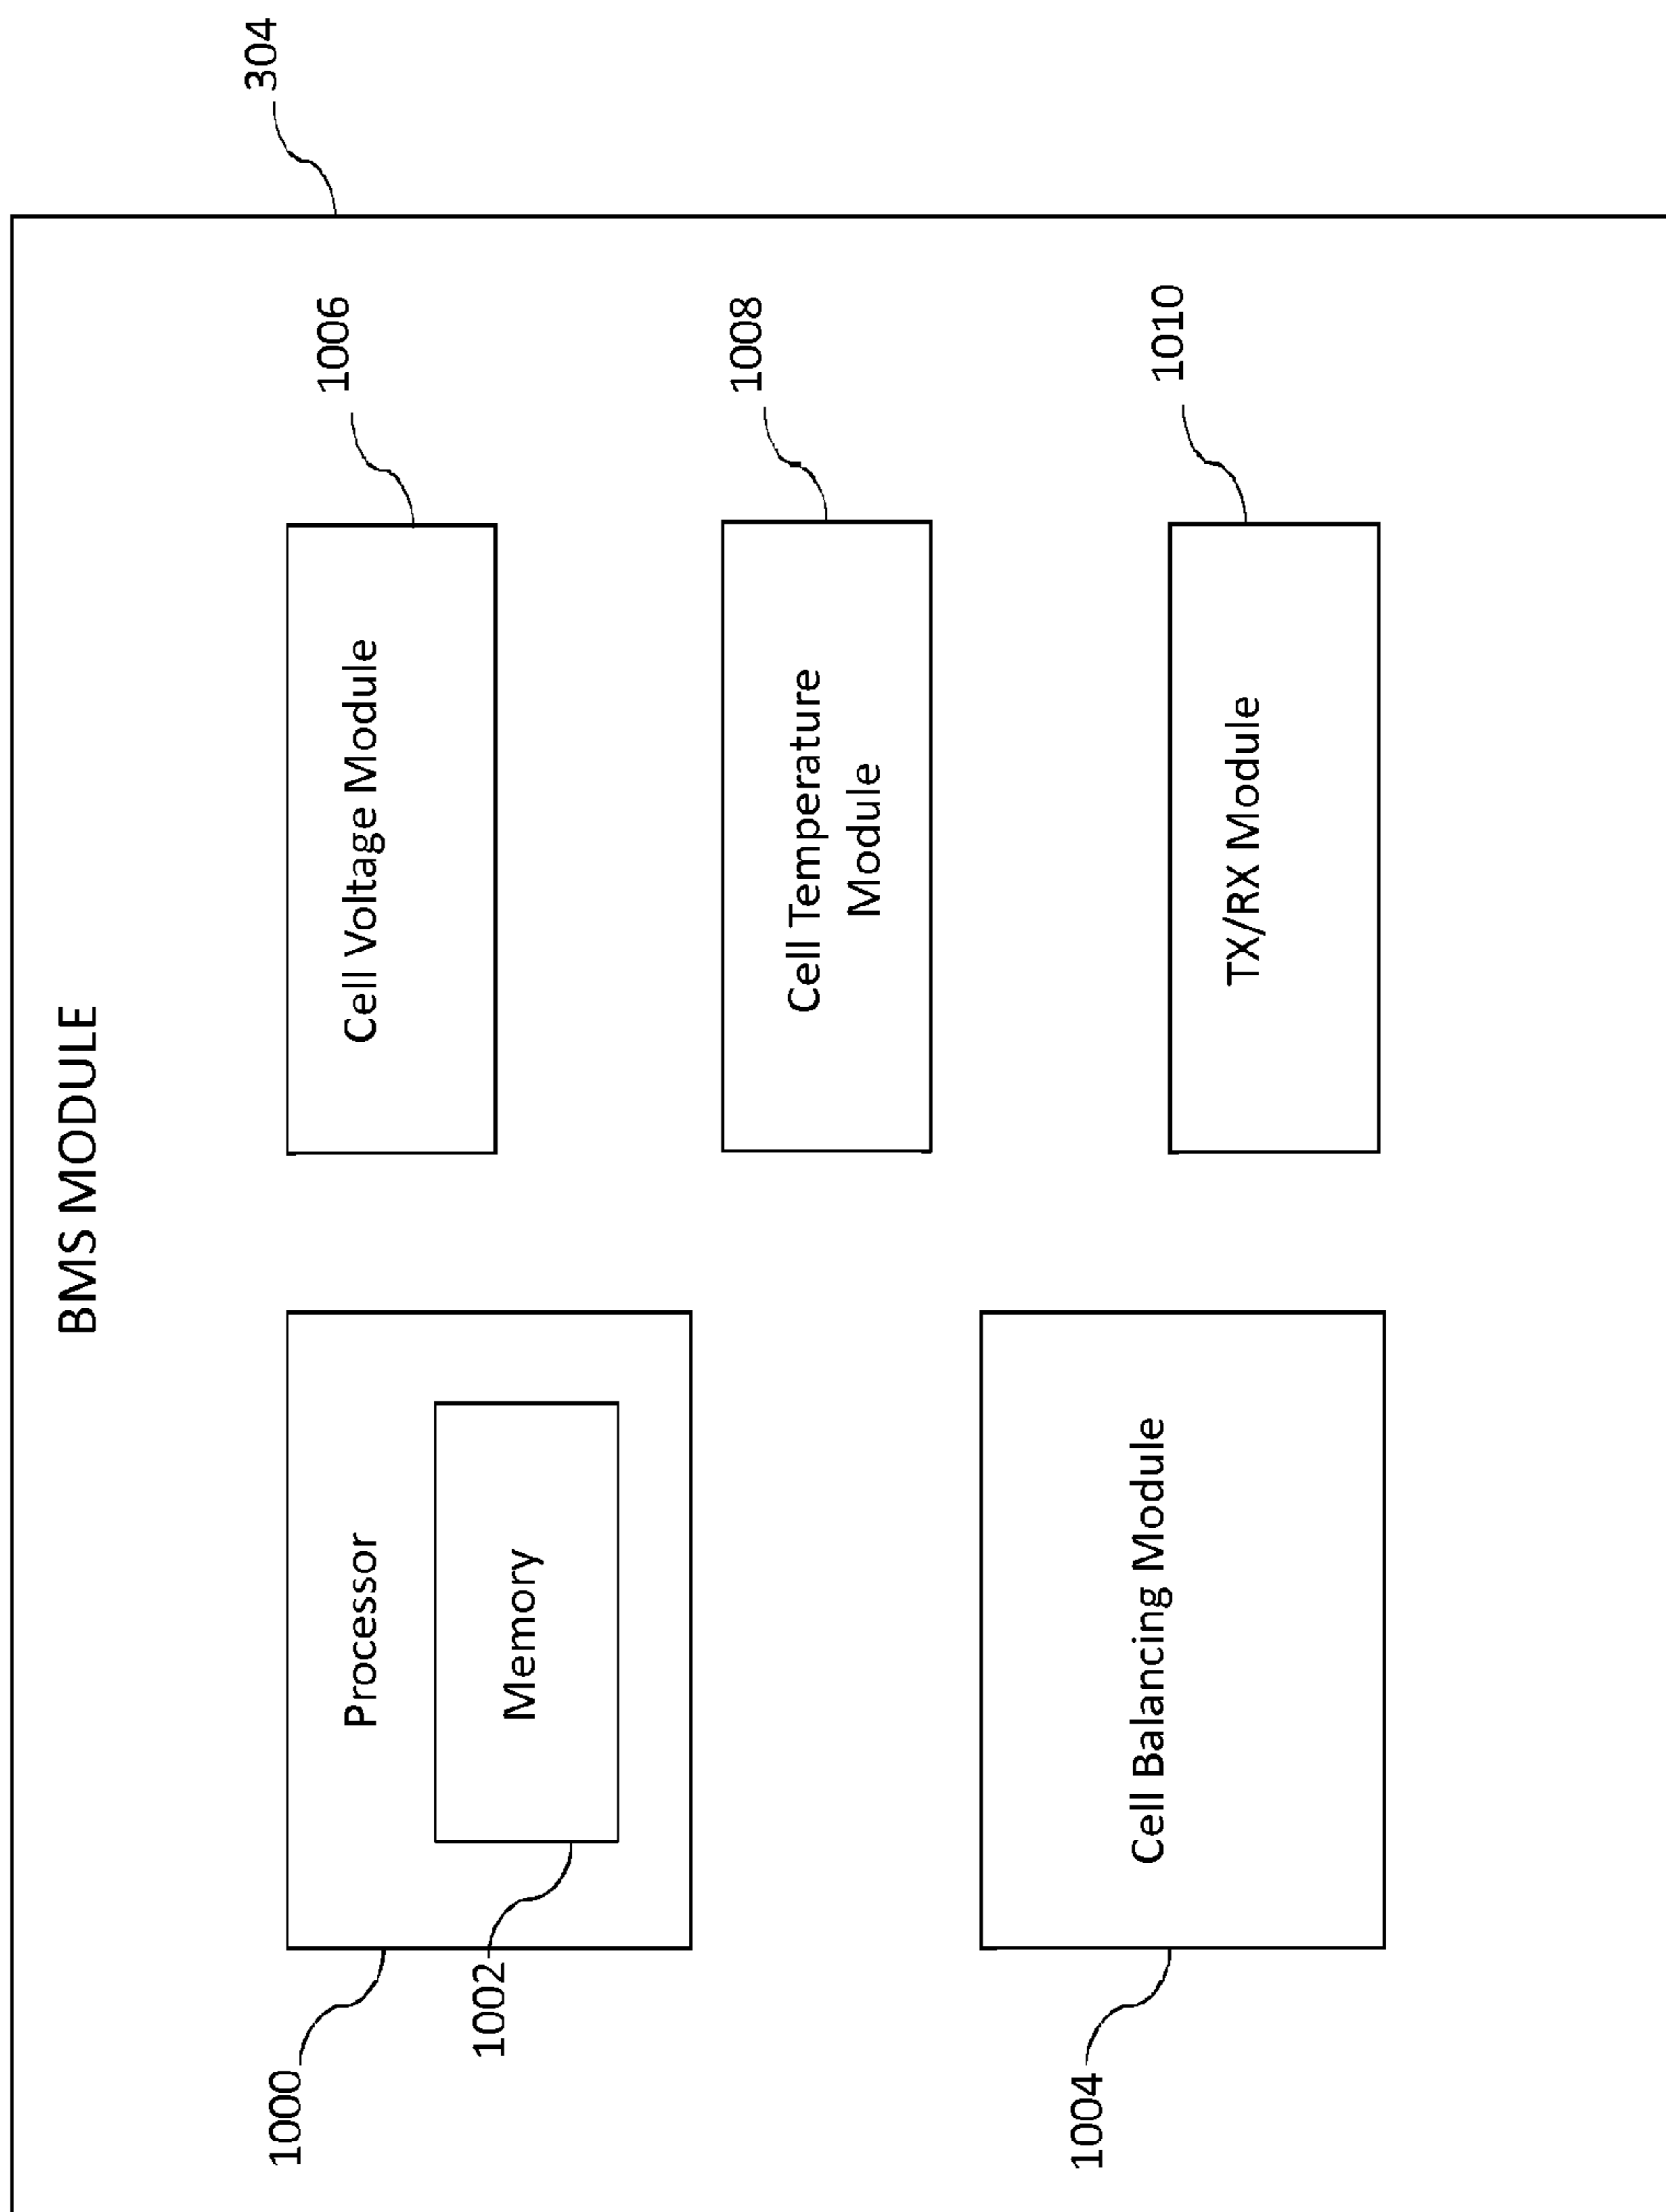 BMS MODULE
304
1000
Processor
1002
Memory
1004
Cell Balancing Module
Cell Voltage Module
1006
Cell Temperature
Module
1008
TX/RX Module
1010